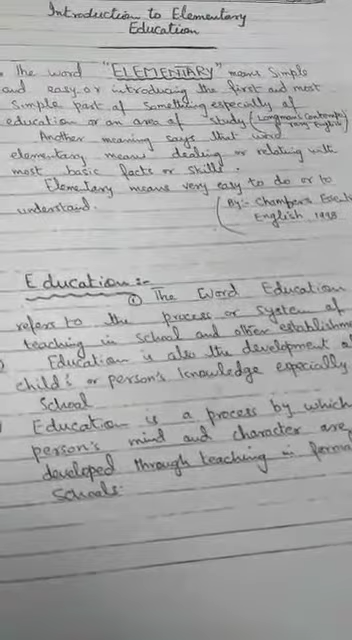 Introduction to Elementary
Education
The word "ELEMENTARY" means Simple
and easy or introducing the first and most
simple part of something especially of
education or an area of study (Longman's Contemp
Another meaning says that word
elementary means dealing or relating with
most basic facts or skills.
Elementary means very easy to do or to
understand.
(By:- Chambers
English, 1998
Education:-
① The Word Education
refers to the process or system of
teaching in school and other establishme
Education is also the development of
child's or person's knowledge especially
School
Education is a process by which
person's mind and character are
developed through teaching in forma
Schools.